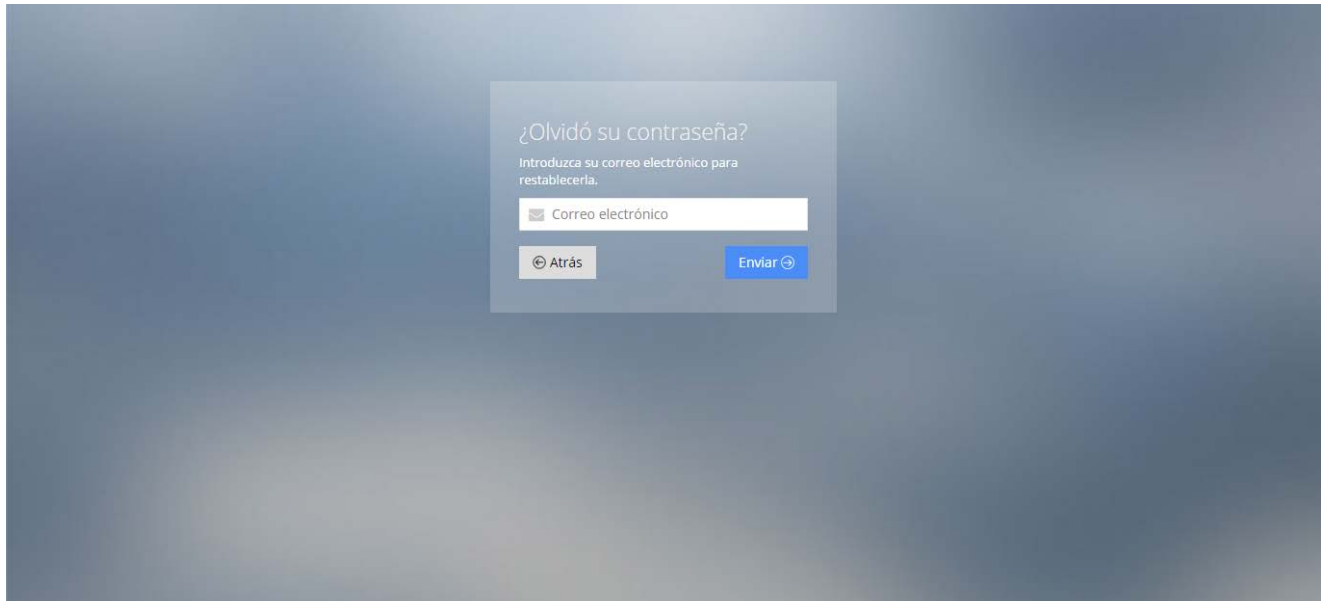 ¿Olvidó su contraseña?
Introduzca su correo electrónico para
restablecerla.
Correo electrónico
Atrás
Enviar